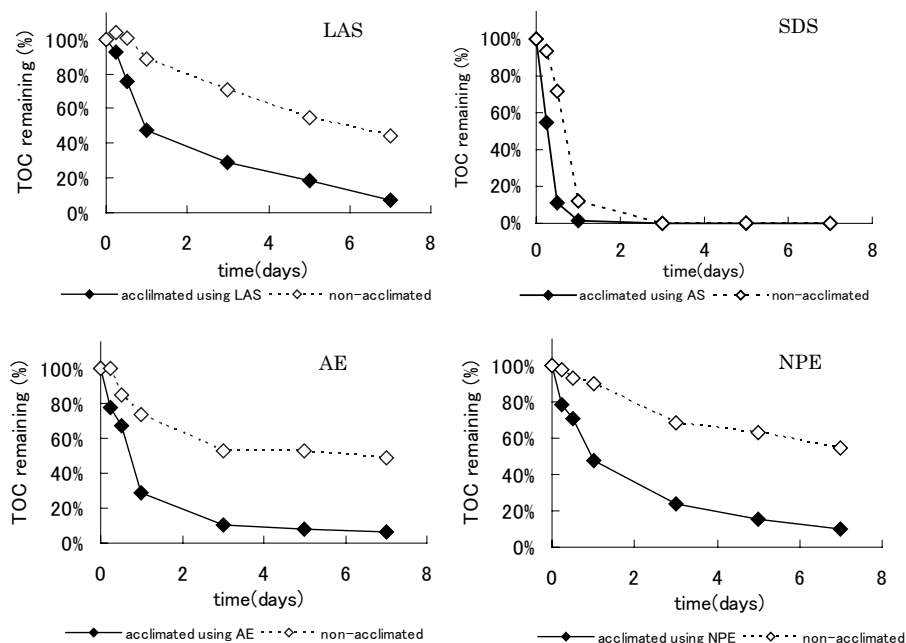 LAS
TOC remaining (%)
100%
80%
60%
40%
20%
0%
0 2 4 6 8
time(days)
acclilmated using LAS non-acclimated
SDS
TOC remaining (%)
100%
80%
60%
40%
20%
0%
0 2 4 6 8
time(days)
acclimated using AS non-acclimated
AE
TOC remaining (%)
100%
80%
60%
40%
20%
0%
0 2 4 6 8
time(days)
acclimated using AE non-acclimated
NPE
TOC remaining (%)
100%
80%
60%
40%
20%
0%
0 2 4 6 8
time(days)
acclimated using NPE non-acclimated